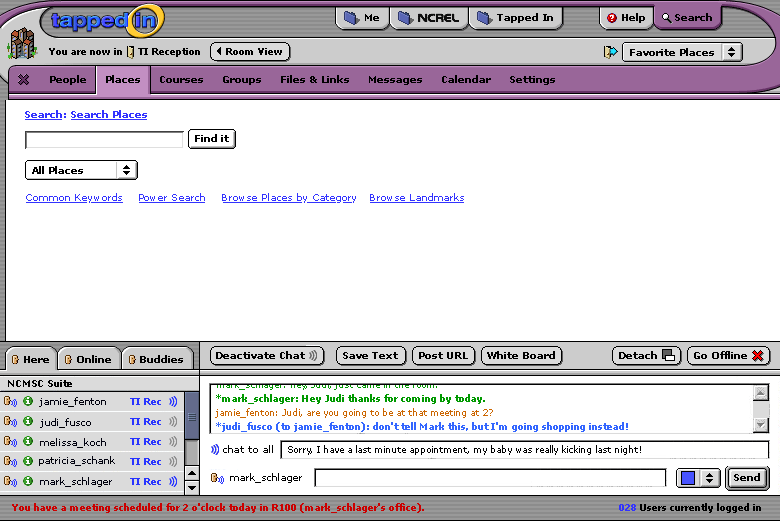 tapped in
Me
NCREL
Tapped In
Help
Search
You are now in TI Reception
Room View
Favorite Places
People
Places
Courses
Groups
Files & Links
Messages
Calendar
Settings
Search: Search Places
Find it
All Places
Common Keywords
Power Search
Browse Places by Category
Browse Landmarks
Here
Online
Buddies
Deactivate Chat
Save Text
Post URL
White Board
Detach
Go Offline
NCMSC Suite
jamie_fenton TI Rec
judi_fusco TI Rec
melissa_koch TI Rec
patricia_schank TI Rec
mark_schlager TI Rec
mark_schlager: Hey, Judi, just came in the room.
*mark_schlager: Hey Judi thanks for coming by today.
jamie_fenton: Judi, are you going to be at that meeting at 2?
*judi_fusco (to jamie_fenton): don't tell Mark this, but I'm going shopping instead!
chat to all
Sorry, I have a last minute appointment, my baby was really kicking last night!
mark_schlager
Send
You have a meeting scheduled for 2 o'clock today in R100 (mark_schlager's office).
028 Users currently logged in